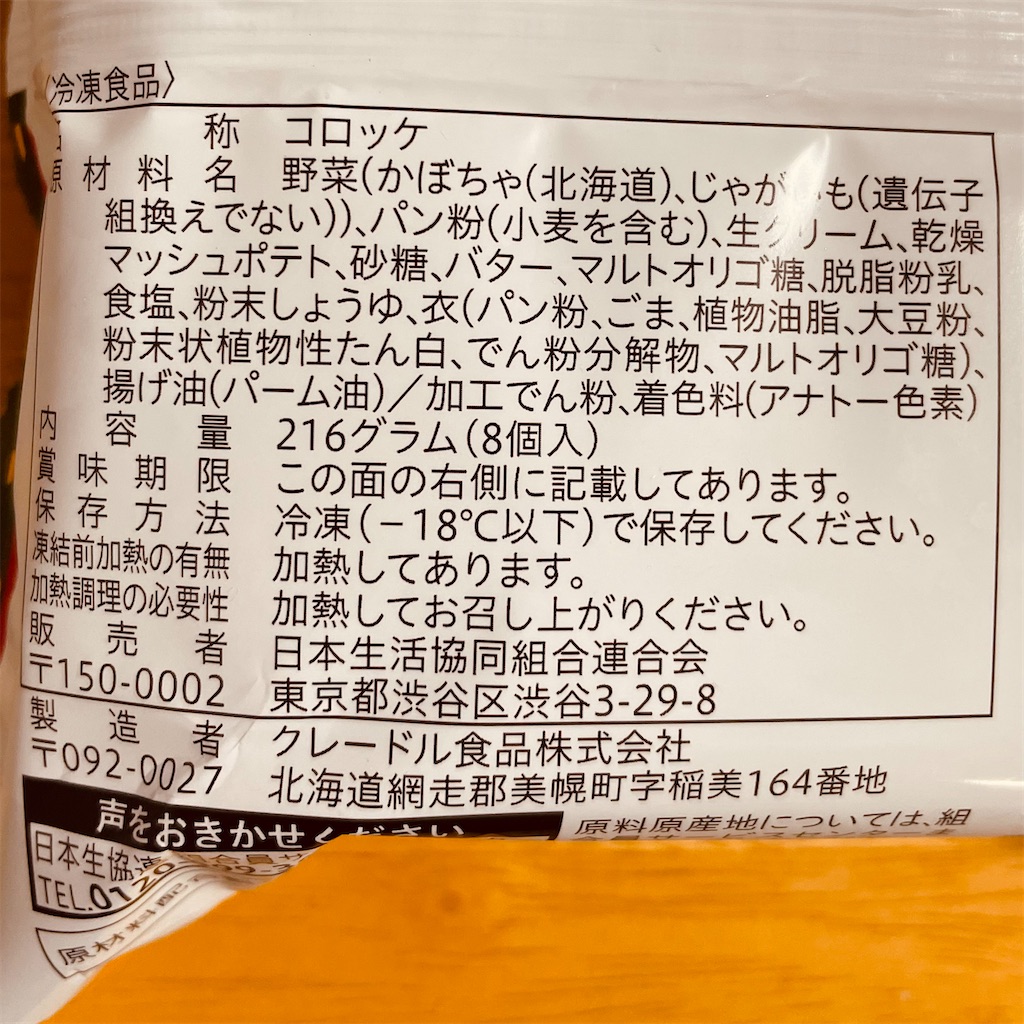 〈冷凍食品〉
称 コロッケ
原材料名 野菜(かぼちゃ(北海道)、じゃがいも(遺伝子
組換えでない))、パン粉(小麦を含む)、生クリーム、乾燥
マッシュポテト、砂糖、バター、マルトオリゴ糖、脱脂粉乳、
食塩、粉末しょうゆ、衣(パン粉、ごま、植物油脂、大豆粉、
粉末状植物性たん白、でん粉分解物、マルトオリゴ糖)、
揚げ油(パーム油)/加工でん粉、着色料(アナトー色素)
内容量 216グラム(8個入)
賞味期限 この面の右側に記載してあります。
保存方法 冷凍(-18℃以下)で保存してください。
凍結前加熱の有無 加熱してあります。
加熱調理の必要性 加熱してお召し上がりください。
販売者 日本生活協同組合連合会
〒150-0002 東京都渋谷区渋谷3-29-8
製造者 クレードル食品株式会社
〒092-0027 北海道網走郡美幌町字稲美164番地
声をおきかせください
原料原産地については、組
日本生協連
TEL.0120
原材料